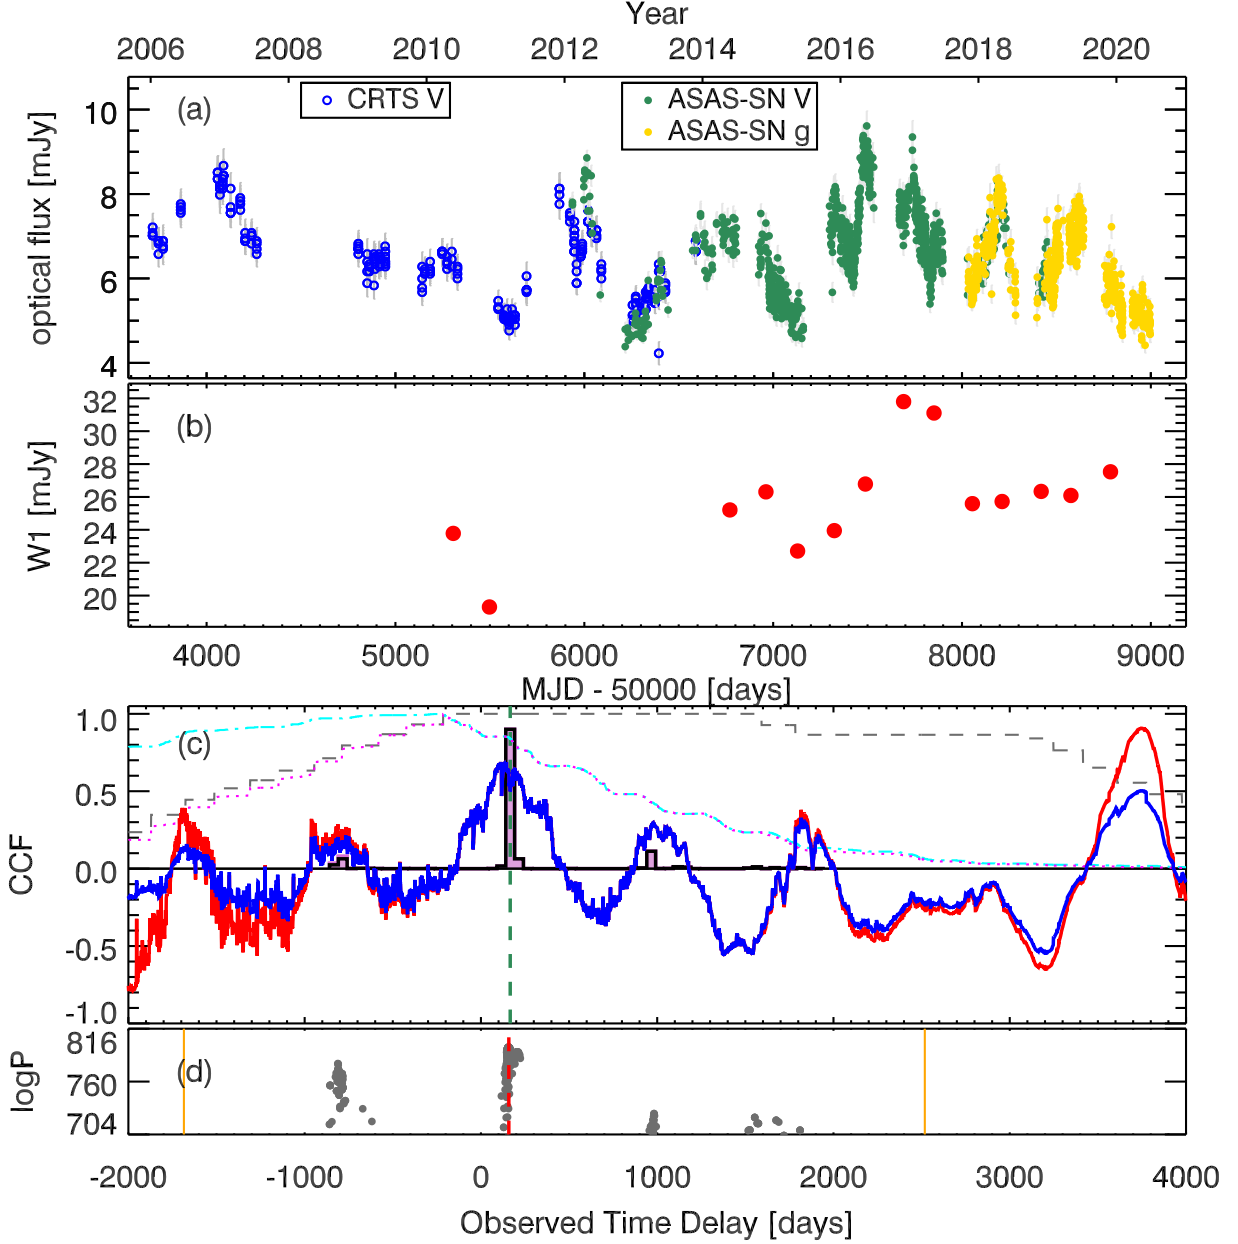 Year
2006 2008 2010 2012 2014 2016 2018 2020
(a)
CRTS V
ASAS-SN V
ASAS-SN g
optical flux [mJy]
10
8
6
4
(b)
W1 [mJy]
32
30
28
26
24
22
20
4000 5000 6000 7000 8000 9000
MJD - 50000 [days]
(c)
CCF
1.0
0.5
0.0
-0.5
-1.0
(d)
logP
816
760
704
-2000 -1000 0 1000 2000 3000 4000
Observed Time Delay [days]